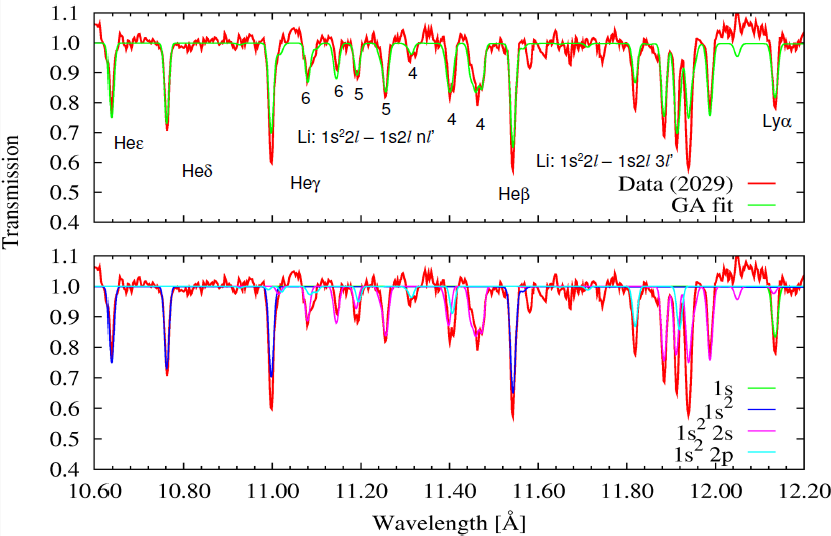 Transmission
1.1
1.0
0.9
0.8
0.7
0.6
0.5
0.4
Heε
Heδ
Heγ
6
6
5
5
4
4
4
Li: 1s²2l – 1s2l nl'
Heβ
Li: 1s²2l – 1s2l 3l'
Lyα
Data (2029)
GA fit
1.1
1.0
0.9
0.8
0.7
0.6
0.5
0.4
1s
1s²
1s² 2s
1s² 2p
10.60 10.80 11.00 11.20 11.40 11.60 11.80 12.00 12.20
Wavelength [Å]